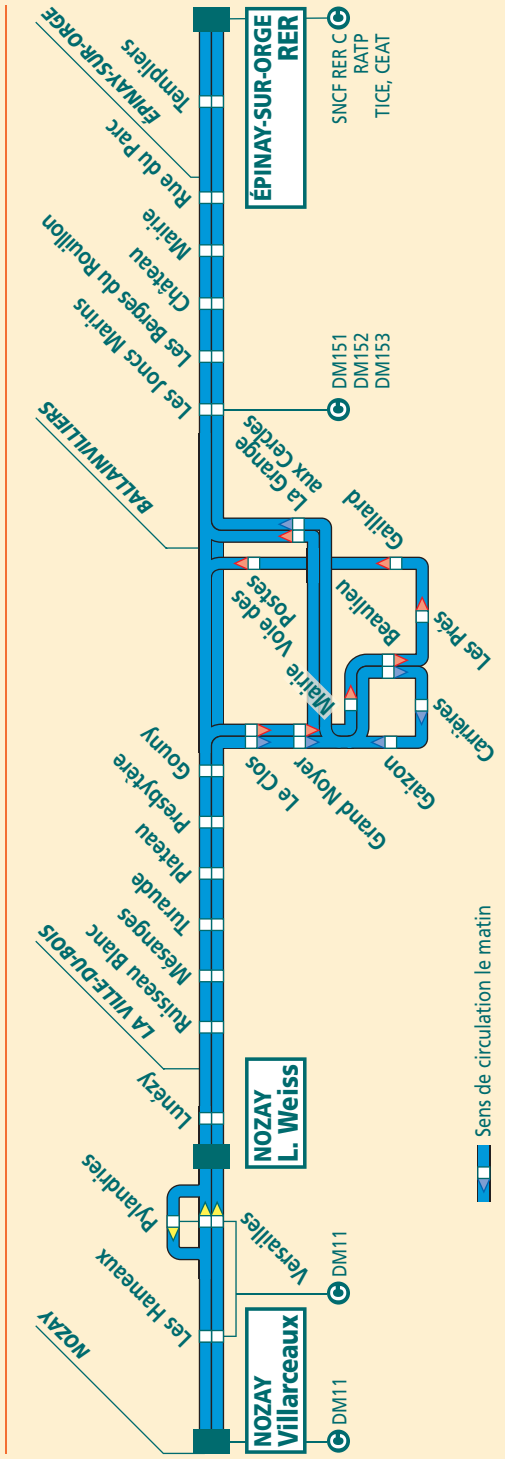 NOZAY
Villarceaux
C DM11
NOZAY
Les Hameaux
Pylandries
Versailles
C DM11
NOZAY
L. Weiss
Lunézy
LA VILLE-DU-BOIS
Ruisseau Blanc
Mésanges
Turaude
Plateau
Presbytère
Gouny
Le Clos
Grand Noyer
Mairie
Gaizon
Carrières
Beaulieu
Les Prés
Gaillard
Voie des
Postes
La Grange
aux Cercles
BALLAINVILLIERS
Les Joncs Marins
C DM151
DM152
DM153
Les Berges du Rouillon
Château
Mairie
Rue du Parc
ÉPINAY-SUR-ORGE
Templiers
ÉPINAY-SUR-ORGE
RER
C SNCF RER C
RATP
TICE, CEAT
Sens de circulation le matin